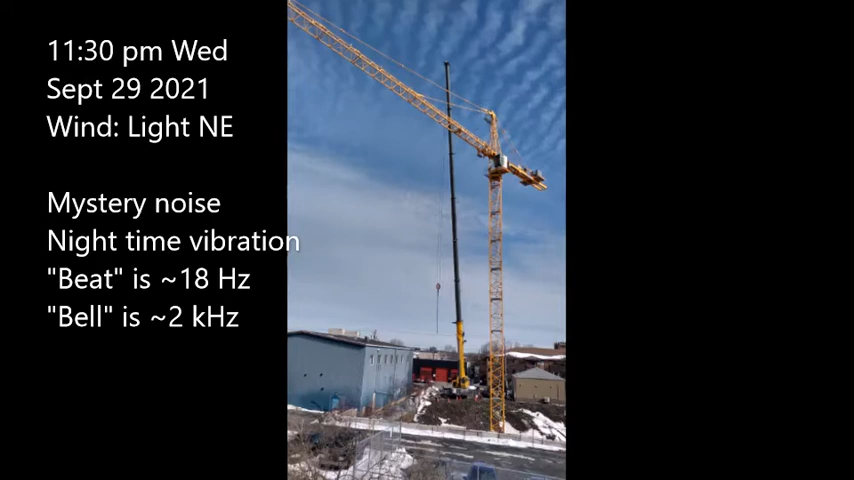 11:30 pm Wed
Sept 29 2021
Wind: Light NE
Mystery noise
Night time vibration
"Beat" is ~18 Hz
"Bell" is ~2 kHz